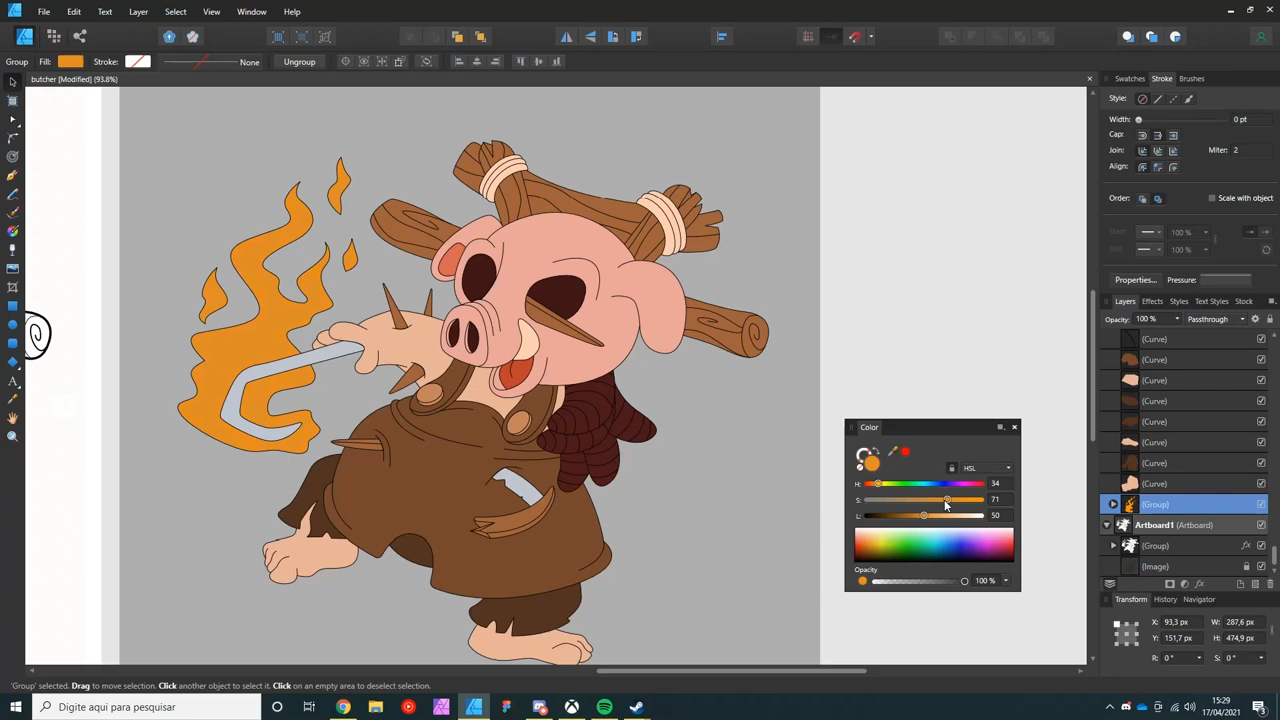 File Edit Text Layer Select View Window Help
Group Fill: Stroke: None Ungroup
butcher [Modified] (93.8%)
Swatches Stroke Brushes
Style:
Width: 0 pt
Cap:
Join: Miter: 2
Align:
Order: Scale with object
Start: 100 %
End: 100 %
Properties... Pressure:
Layers Effects Styles Text Styles Stock
Opacity: 100 % Passthrough
(Curve)
(Curve)
(Curve)
(Curve)
(Curve)
(Curve)
(Curve)
(Curve)
(Group)
Artboard1 (Artboard)
(Group) fx
(Image)
Color
HSL
H: 34
S: 71
L: 50
Opacity
100 %
Transform History Navigator
X: 93,3 px W: 287,6 px
Y: 151,7 px H: 474,9 px
R: 0 ° S: 0 °
'Group' selected. Drag to move selection. Click another object to select it. Click on an empty area to deselect selection.
Digite aqui para pesquisar
15:29
17/04/2021